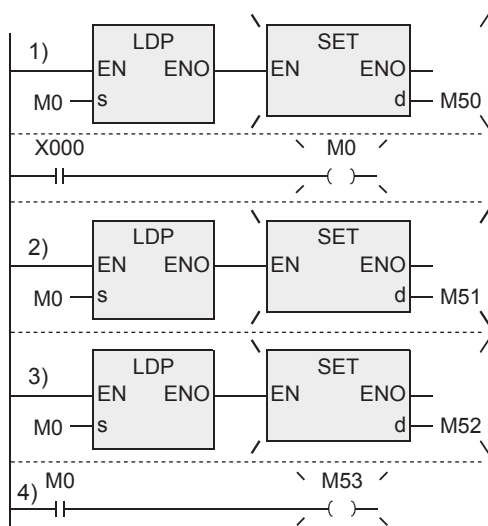 1)
LDP
SET
EN ENO
EN ENO
M0
s
d
M50
X000
M0
2)
LDP
SET
EN ENO
EN ENO
M0
s
d
M51
3)
LDP
SET
EN ENO
EN ENO
M0
s
d
M52
4)
M0
M53